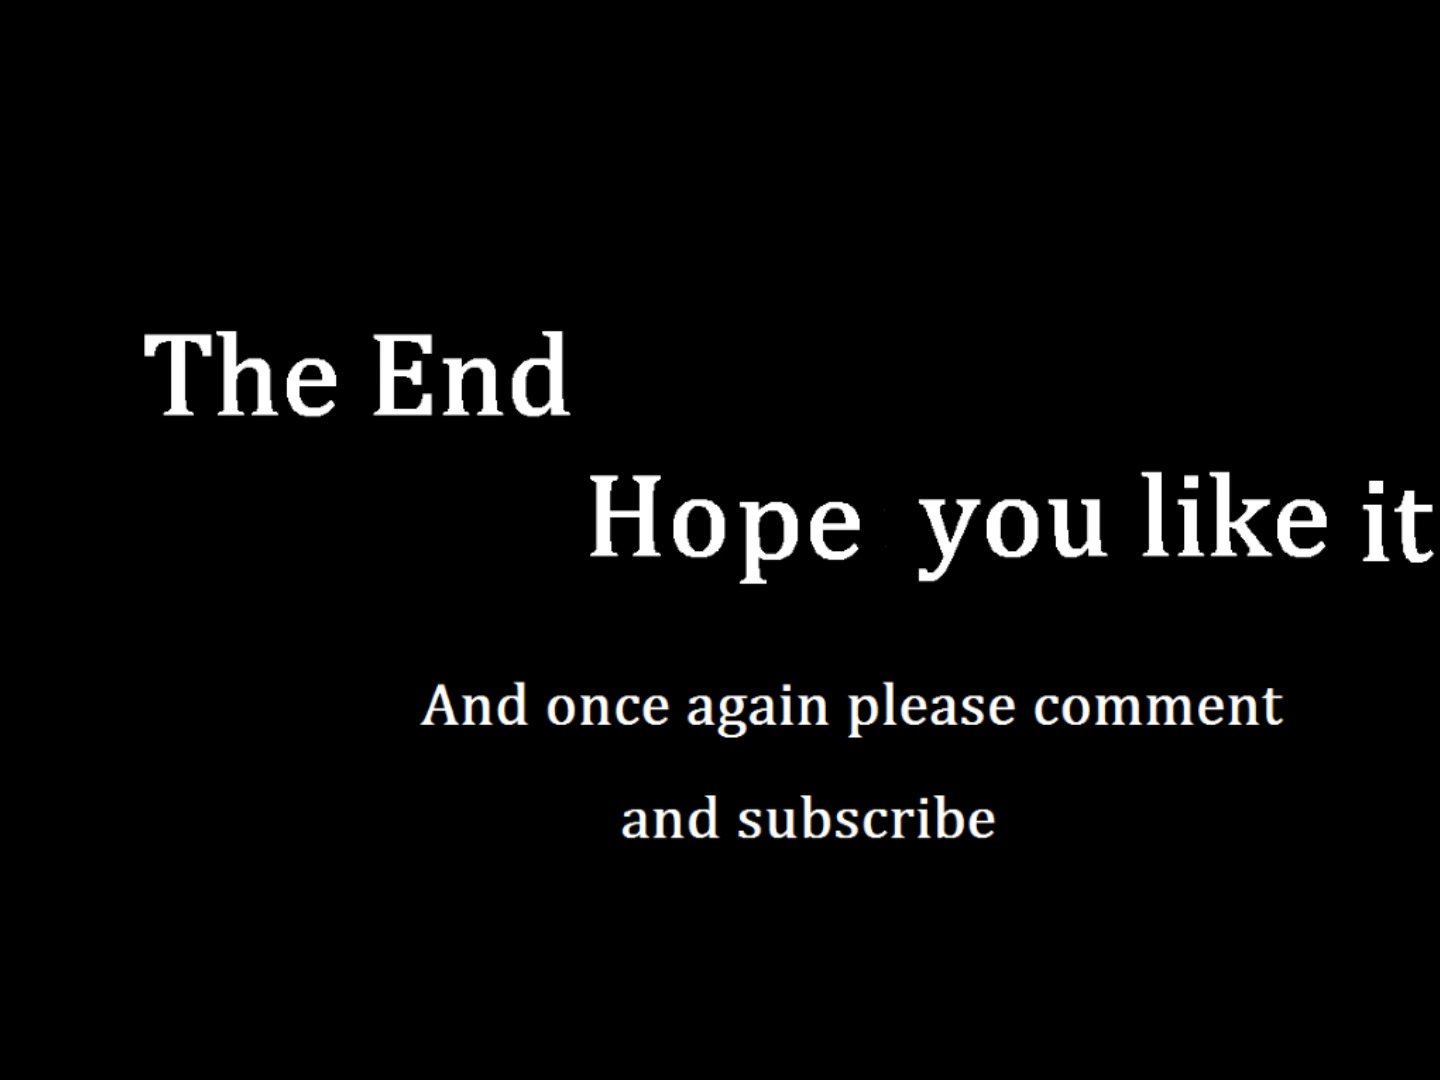 The End
Hope you like it
And once again please comment
and subscribe